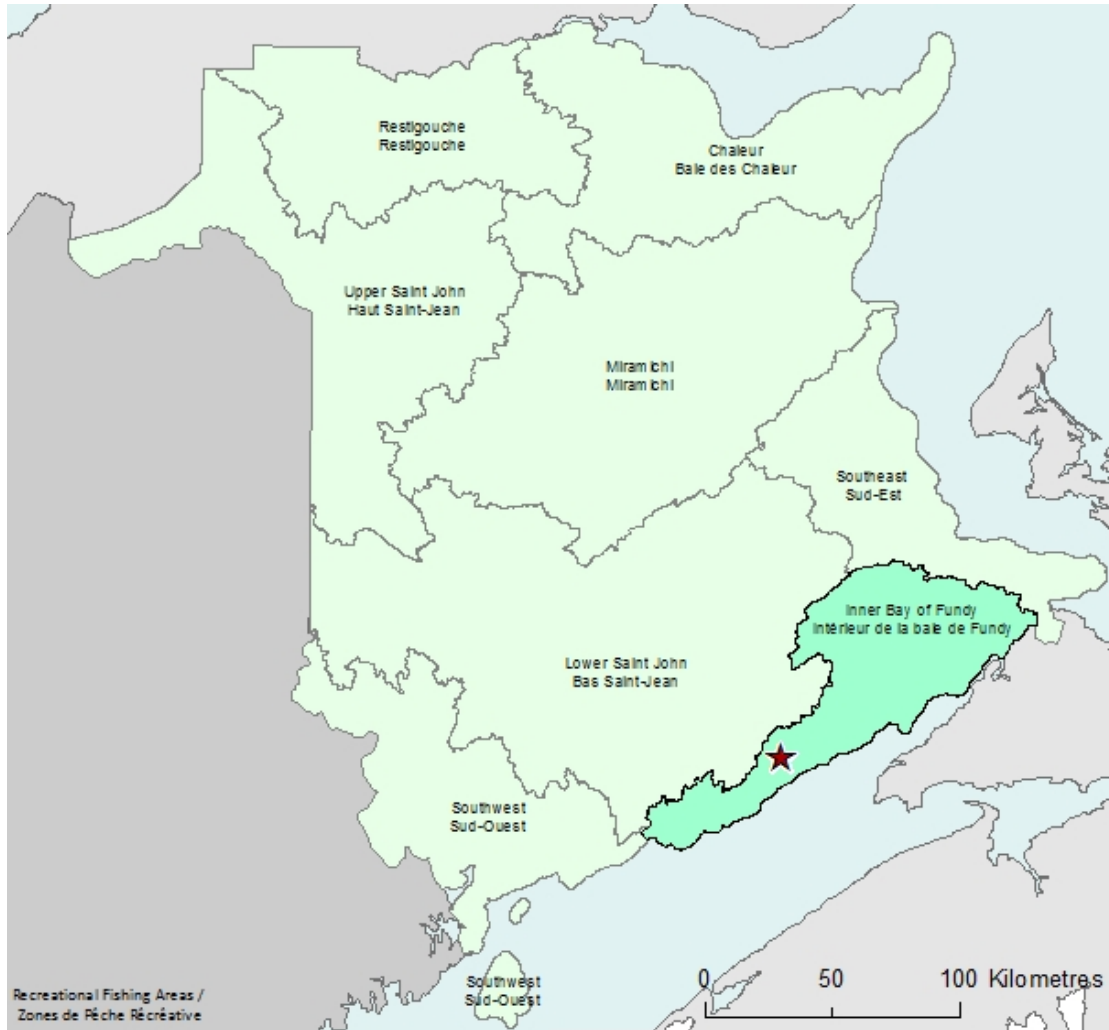 Restigouche
Restigouche
Chaleur
Baie des Chaleur
Upper Saint John
Haut Saint-Jean
Miramichi
Miramichi
Southeast
Sud-Est
Inner Bay of Fundy
Intérieur de la baie de Fundy
Lower Saint John
Bas Saint-Jean
Southwest
Sud-Ouest
Southwest
Sud-Ouest
0 50 100 Kilometres
Recreational Fishing Areas /
Zones de Pêche Récréative